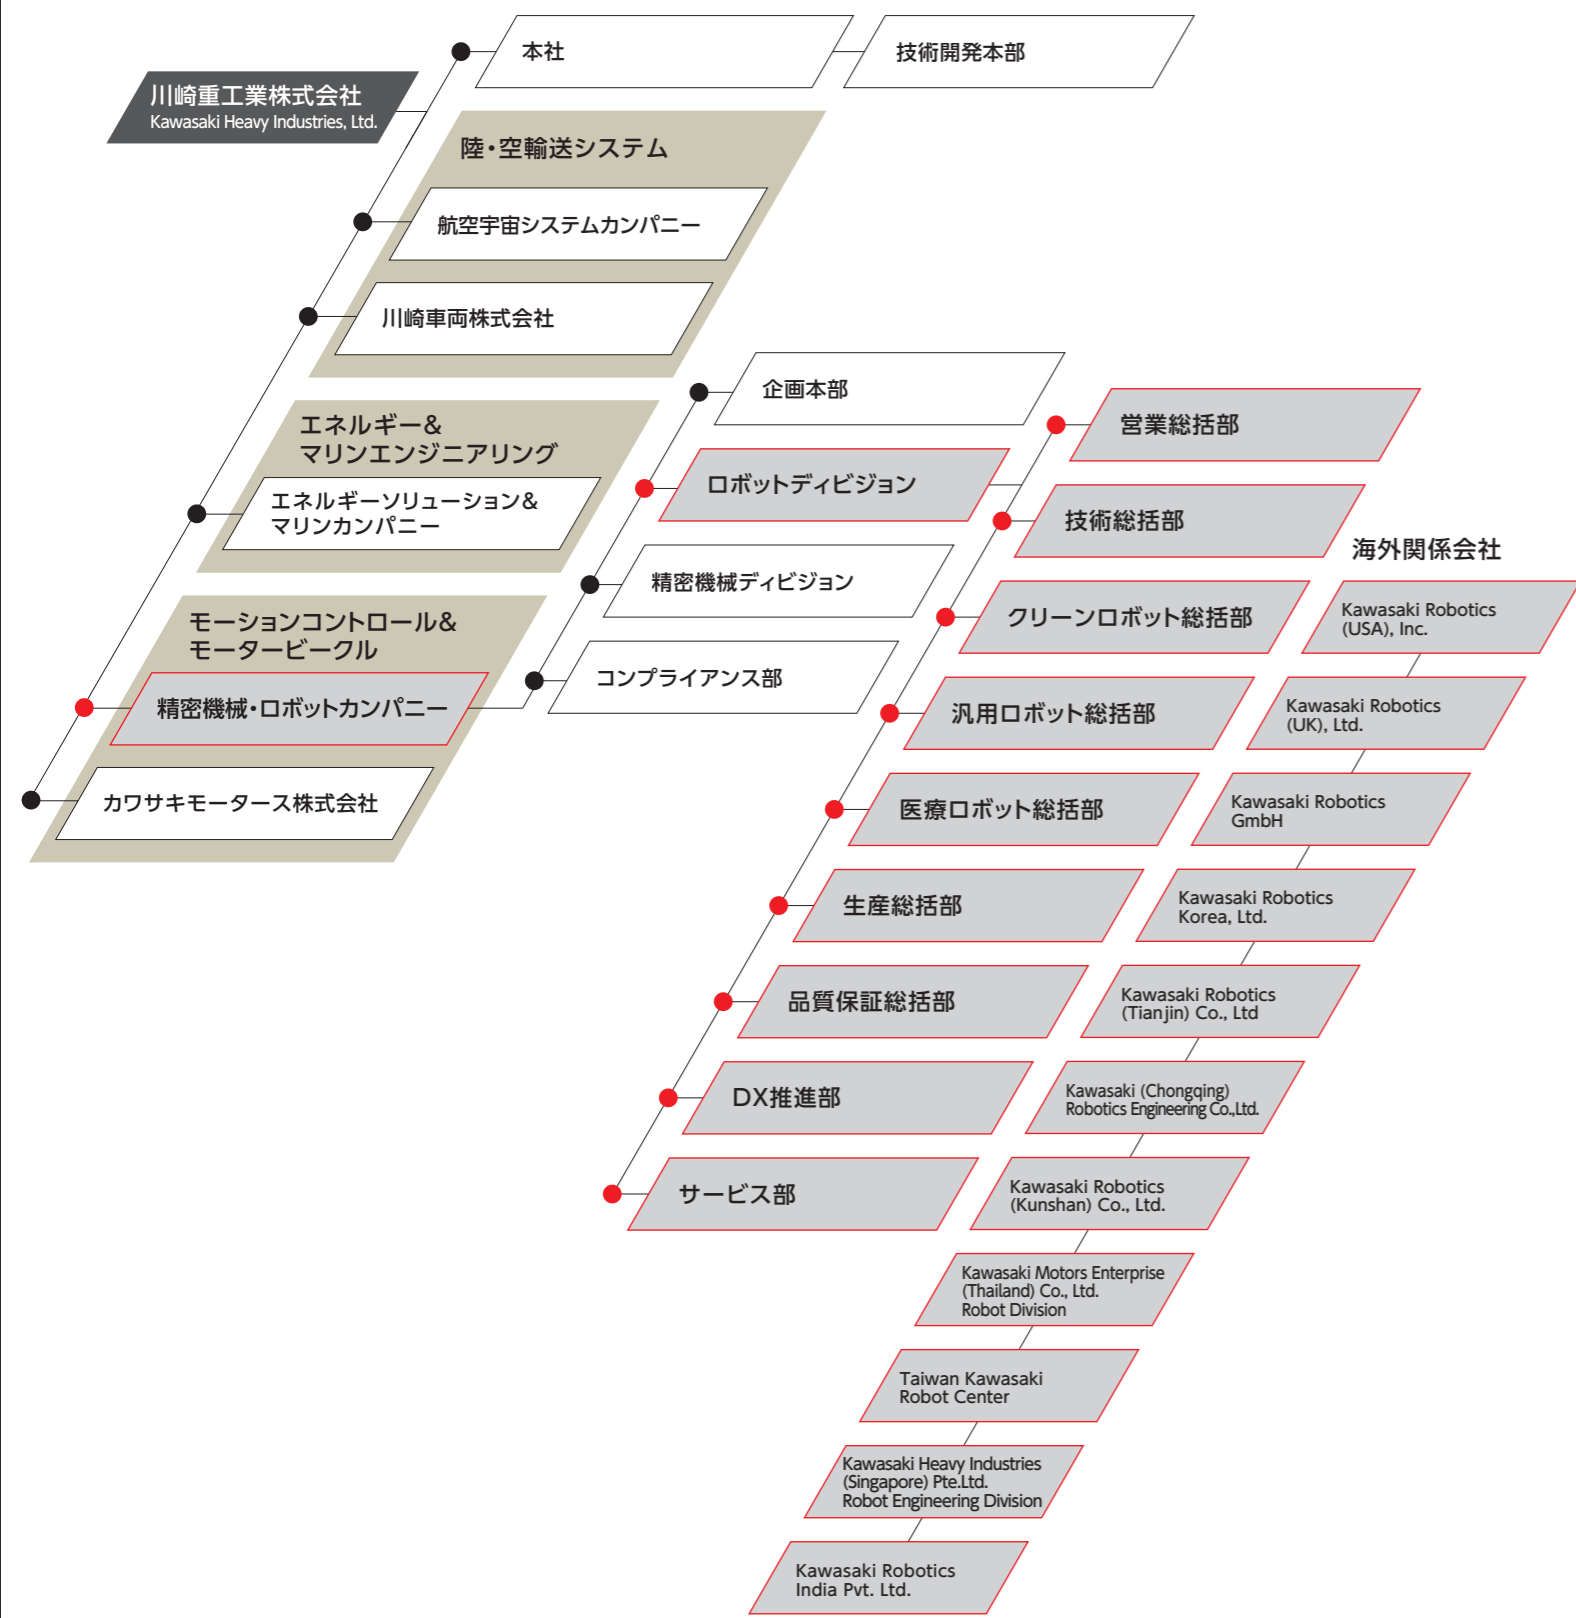 本社
技術開発本部
川崎重工業株式会社
Kawasaki Heavy Industries, Ltd.
陸・空輸送システム
航空宇宙システムカンパニー
川崎車両株式会社
エネルギー&
マリンエンジニアリング
エネルギーソリューション&
マリンカンパニー
モーションコントロール&
モータービークル
精密機械・ロボットカンパニー
カワサキモータース株式会社
企画本部
ロボットディビジョン
精密機械ディビジョン
コンプライアンス部
営業総括部
技術総括部
クリーンロボット総括部
汎用ロボット総括部
医療ロボット総括部
生産総括部
品質保証総括部
DX推進部
サービス部
海外関係会社
Kawasaki Robotics
(USA), Inc.
Kawasaki Robotics
(UK), Ltd.
Kawasaki Robotics
GmbH
Kawasaki Robotics
Korea, Ltd.
Kawasaki Robotics
(Tianjin) Co., Ltd
Kawasaki (Chongqing)
Robotics Engineering Co.,Ltd.
Kawasaki Robotics
(Kunshan) Co., Ltd.
Kawasaki Motors Enterprise
(Thailand) Co., Ltd.
Robot Division
Taiwan Kawasaki
Robot Center
Kawasaki Heavy Industries
(Singapore) Pte.Ltd.
Robot Engineering Division
Kawasaki Robotics
India Pvt. Ltd.